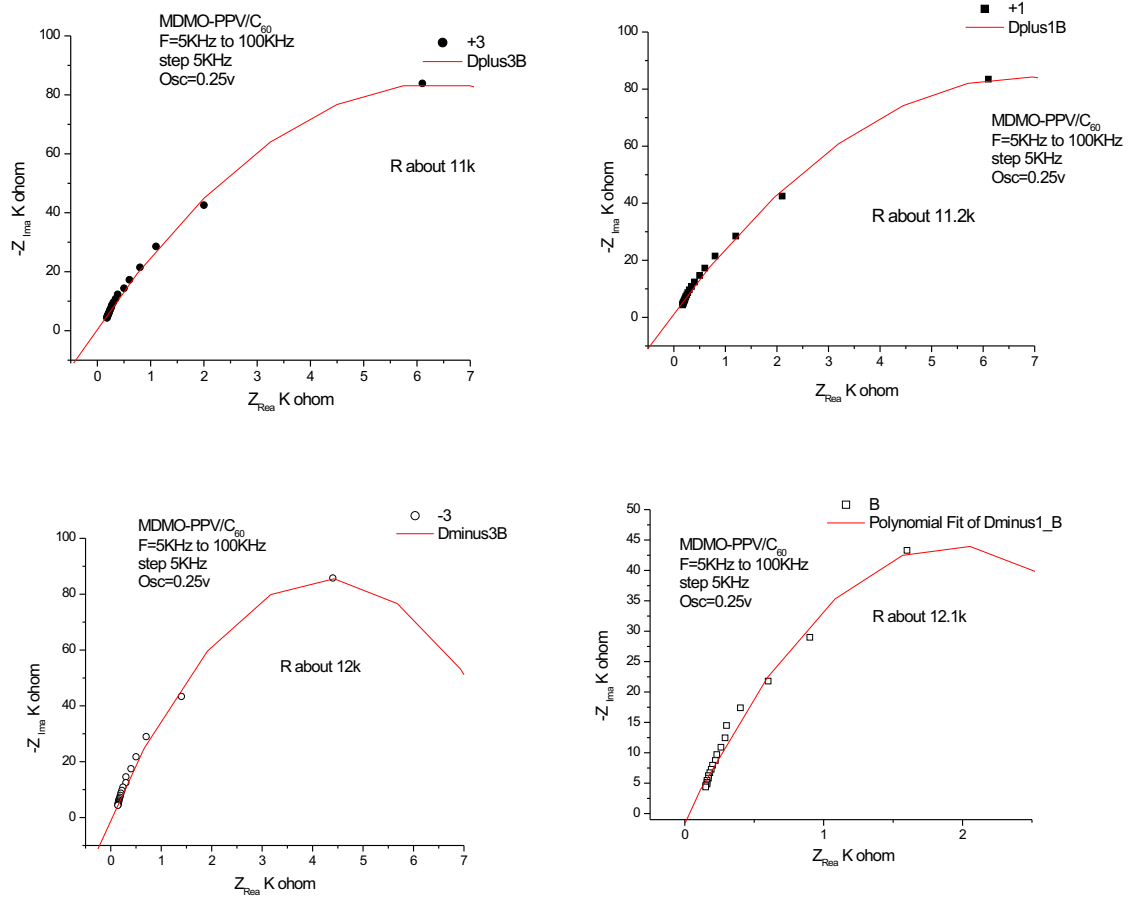 MDMO-PPV/C60
F=5KHz to 100KHz
step 5KHz
Osc=0.25v
+3
Dplus3B
R about 11k
100
80
60
40
20
0
-Z Ima K ohom
0 1 2 3 4 5 6 7
ZRea K ohom
+1
Dplus1B
MDMO-PPV/C60
F=5KHz to 100KHz
step 5KHz
Osc=0.25v
R about 11.2k
100
80
60
40
20
0
-Z Ima K ohom
0 1 2 3 4 5 6 7
ZRea K ohom
MDMO-PPV/C60
F=5KHz to 100KHz
step 5KHz
Osc=0.25v
-3
Dminus3B
R about 12k
100
80
60
40
20
0
-Z Ima K ohom
0 1 2 3 4 5 6 7
ZRea K ohom
B
Polynomial Fit of Dminus1_B
MDMO-PPV/C60
F=5KHz to 100KHz
step 5KHz
Osc=0.25v
R about 12.1k
50
45
40
35
30
25
20
15
10
5
0
-Z Ima K ohom
0 1 2
ZRea K ohom